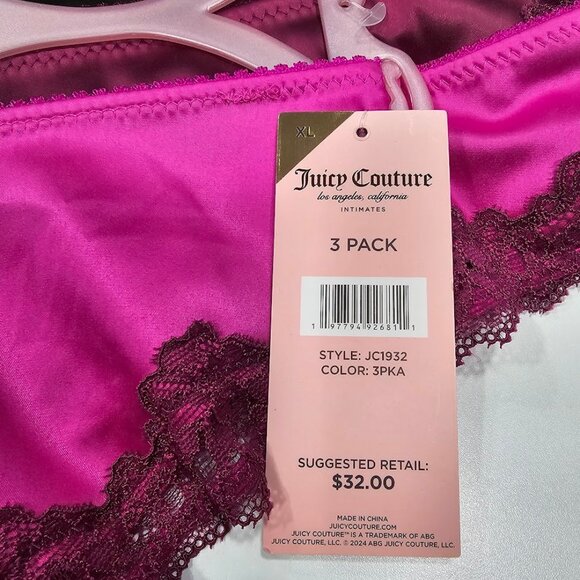 XL
Juicy Couture
los angeles, california
INTIMATES
3 PACK
1 97794 92681 1
STYLE: JC1932
COLOR: 3PKA
SUGGESTED RETAIL:
$32.00
MADE IN CHINA
JUICYCOUTURE.COM
JUICY COUTURE™ IS A TRADEMARK OF ABG
JUICY COUTURE, LLC. © 2024 ABG JUICY COUTURE, LLC.